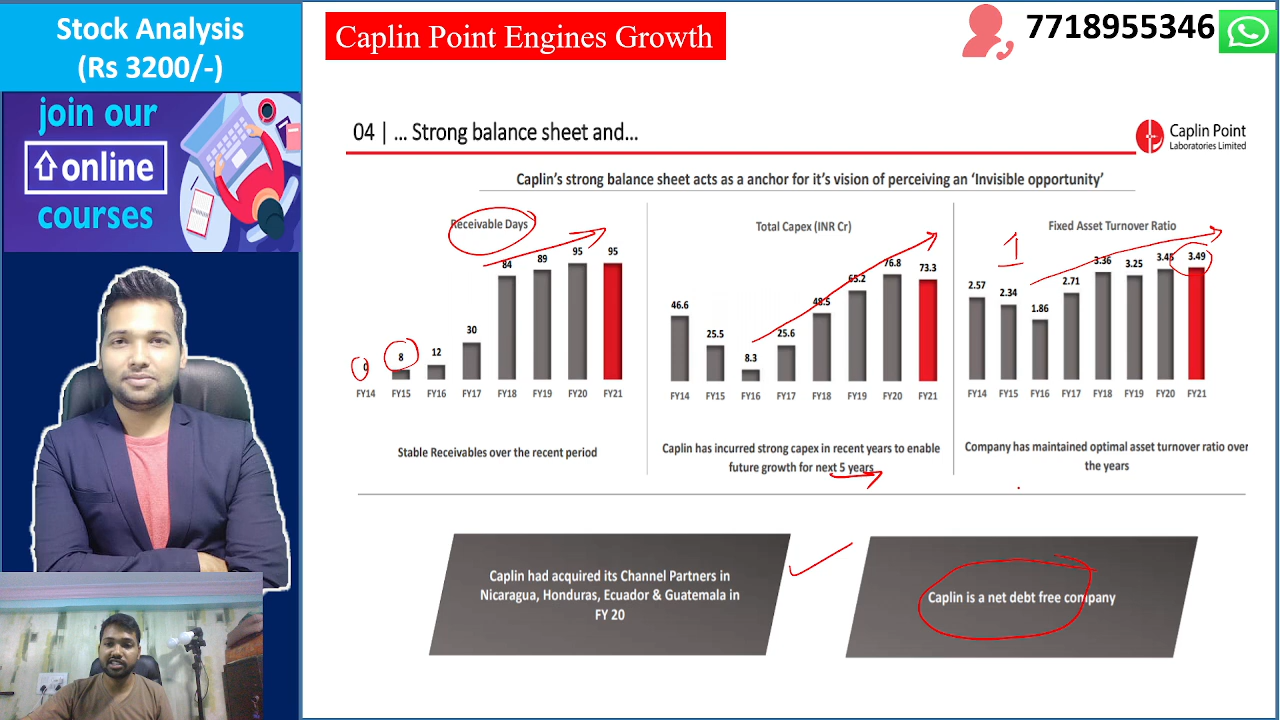 Stock Analysis
(Rs 3200/-)
join our
online
courses
Caplin Point Engines Growth
7718955346
04 | ... Strong balance sheet and...
Caplin Point
Laboratories Limited
Caplin's strong balance sheet acts as a anchor for it's vision of perceiving an 'Invisible opportunity'
Receivable Days
0 8 12 30 84 89 95 95
FY14 FY15 FY16 FY17 FY18 FY19 FY20 FY21
Stable Receivables over the recent period
Total Capex (INR Cr)
46.6 25.5 8.3 25.6 48.5 65.2 76.8 73.3
FY14 FY15 FY16 FY17 FY18 FY19 FY20 FY21
Caplin has incurred strong capex in recent years to enable
future growth for next 5 years
Fixed Asset Turnover Ratio
1
2.57 2.34 1.86 2.71 3.36 3.25 3.45 3.49
FY14 FY15 FY16 FY17 FY18 FY19 FY20 FY21
Company has maintained optimal asset turnover ratio over
the years
Caplin had acquired its Channel Partners in
Nicaragua, Honduras, Ecuador & Guatemala in
FY 20
Caplin is a net debt free company